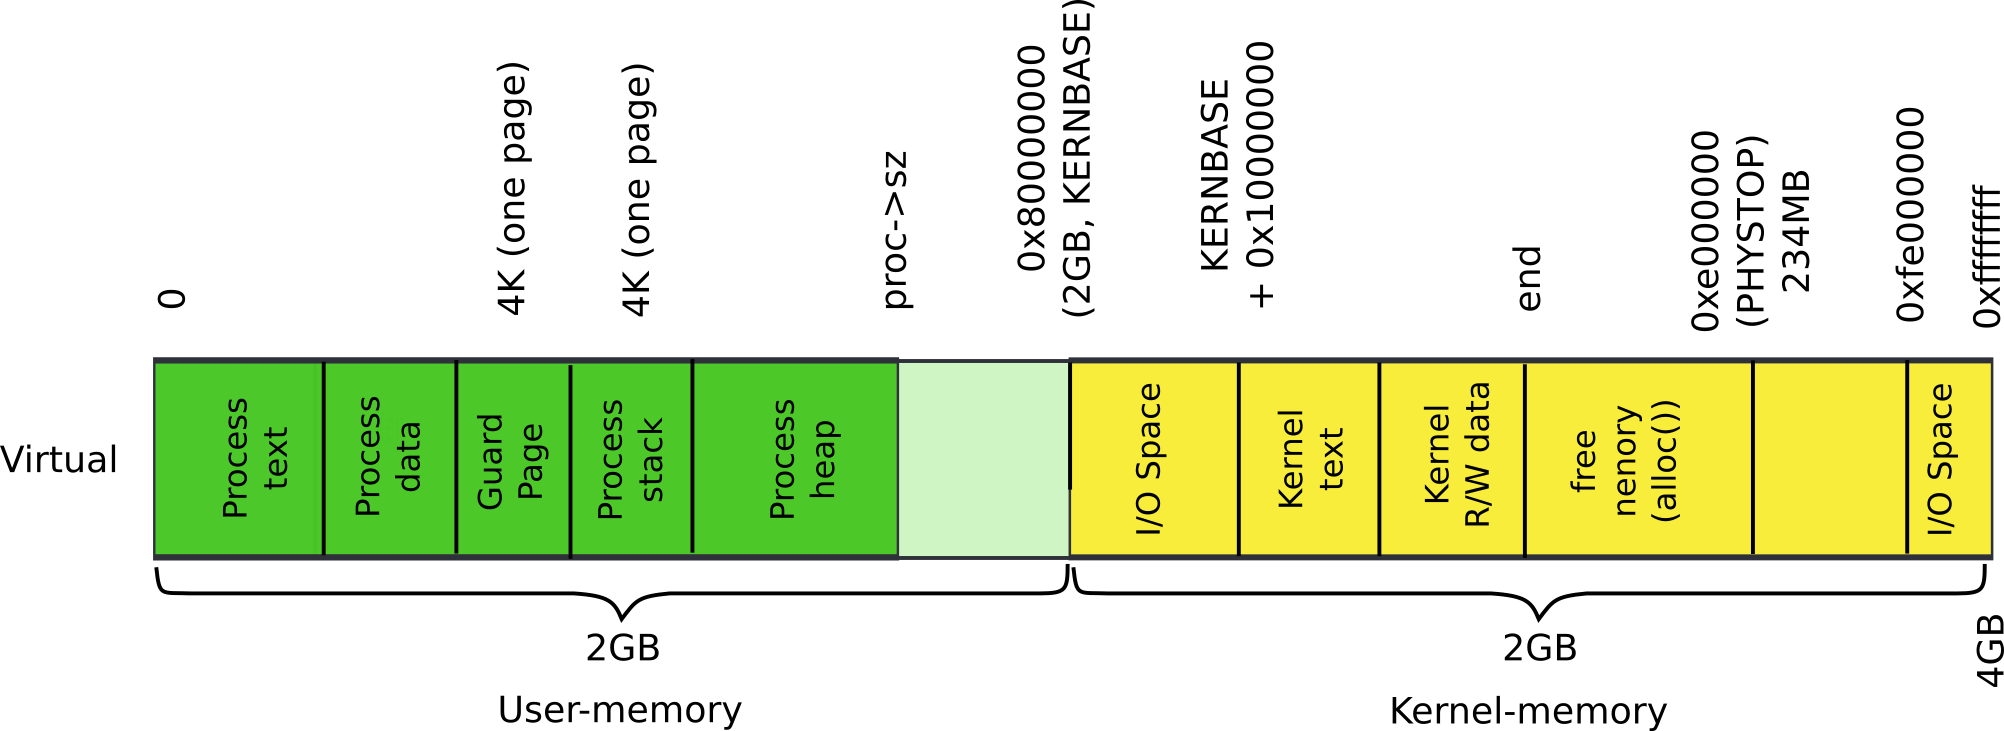 0
4K (one page)
4K (one page)
proc->sz
0x80000000
(2GB, KERNBASE)
KERNBASE
+ 0x1000000
end
0xe000000
(PHYSTOP)
234MB
0xfe000000
0xffffffff
Virtual
Process
text
Process
data
Guard
Page
Process
stack
Process
heap
I/O Space
Kernel
text
Kernel
R/W data
free
nenory
(alloc())
I/O Space
2GB
2GB
4GB
User-memory
Kernel-memory